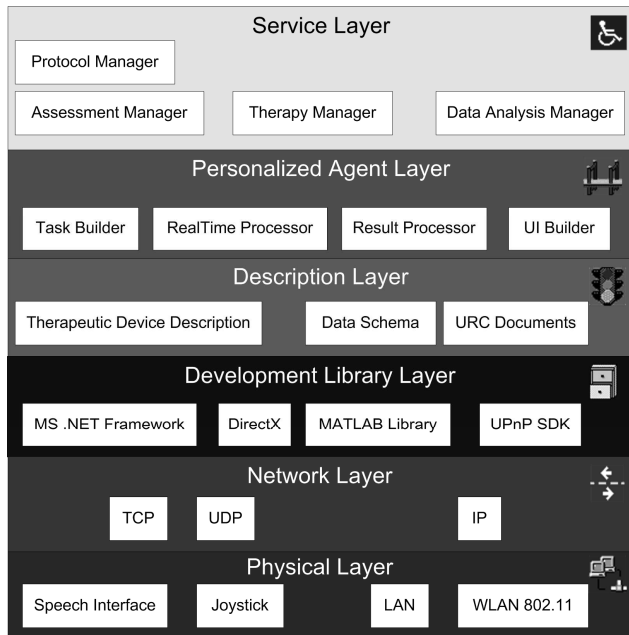 Service Layer
Protocol Manager
Assessment Manager
Therapy Manager
Data Analysis Manager
Personalized Agent Layer
Task Builder
RealTime Processor
Result Processor
UI Builder
Description Layer
Therapeutic Device Description
Data Schema
URC Documents
Development Library Layer
MS .NET Framework
DirectX
MATLAB Library
UPnP SDK
Network Layer
TCP
UDP
IP
Physical Layer
Speech Interface
Joystick
LAN
WLAN 802.11